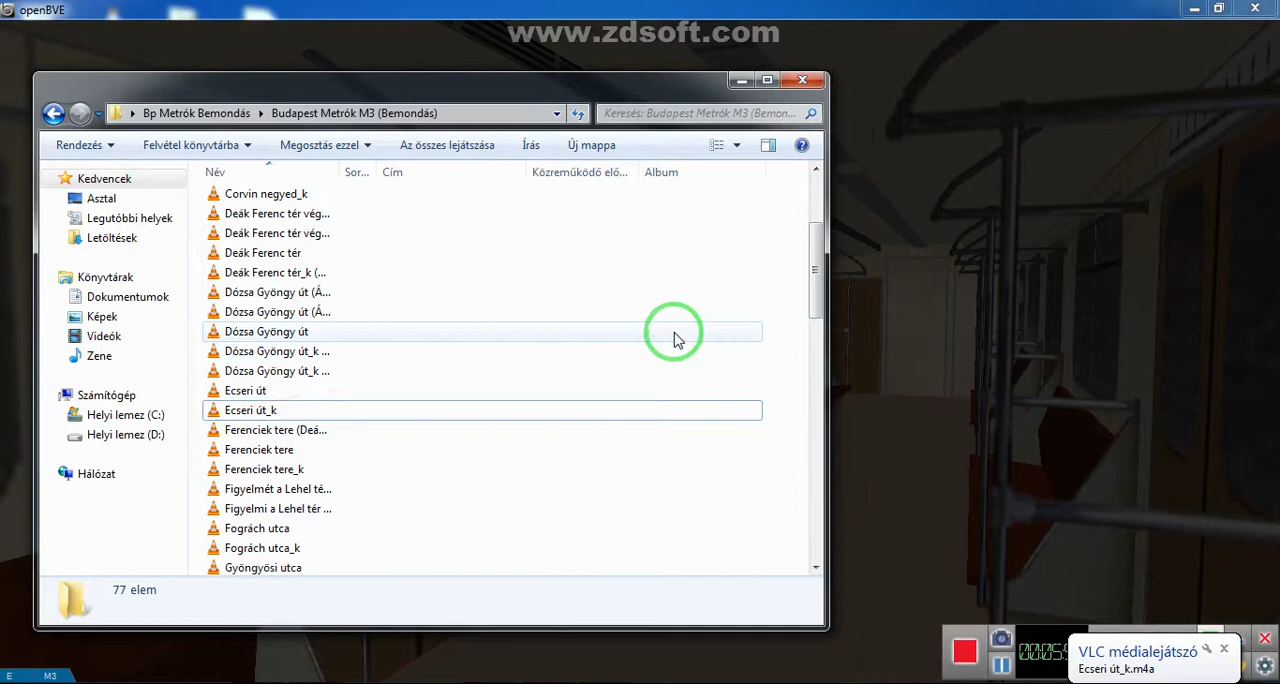 openBVE
www.zdsoft.com
Bp Metrók Bemondás Budapest Metrók M3 (Bemondás) Keresés: Budapest Metrók M3 (Bemon...
Rendezés Felvétel könyvtárba Megosztás ezzel Az összes lejátszás Írás Új mappa
Név Sor... Cím Közreműködő elő... Album
Kedvencek
Asztal
Legutóbbi helyek
Letöltések
Könyvtárak
Dokumentumok
Képek
Videók
Zene
Számítógép
Helyi lemez (C:)
Helyi lemez (D:)
Hálózat
Corvin negyed_k
Deák Ferenc tér vég...
Deák Ferenc tér vég...
Deák Ferenc tér
Deák Ferenc tér_k (...
Dózsa Gyöngy út (Á...
Dózsa Gyöngy út (Á...
Dózsa Gyöngy út
Dózsa Gyöngy út_k ...
Dózsa Gyöngy út_k ...
Ecseri út
Ecseri út_k
Ferenciek tere (Deá...
Ferenciek tere
Ferenciek tere_k
Figyelmét a Lehel té...
Figyelmi a Lehel tér ...
Fográch utca
Fográch utca_k
Gyöngyösi utca
77 elem
VLC médialejátszó
Ecseri út_k.m4a
E M3